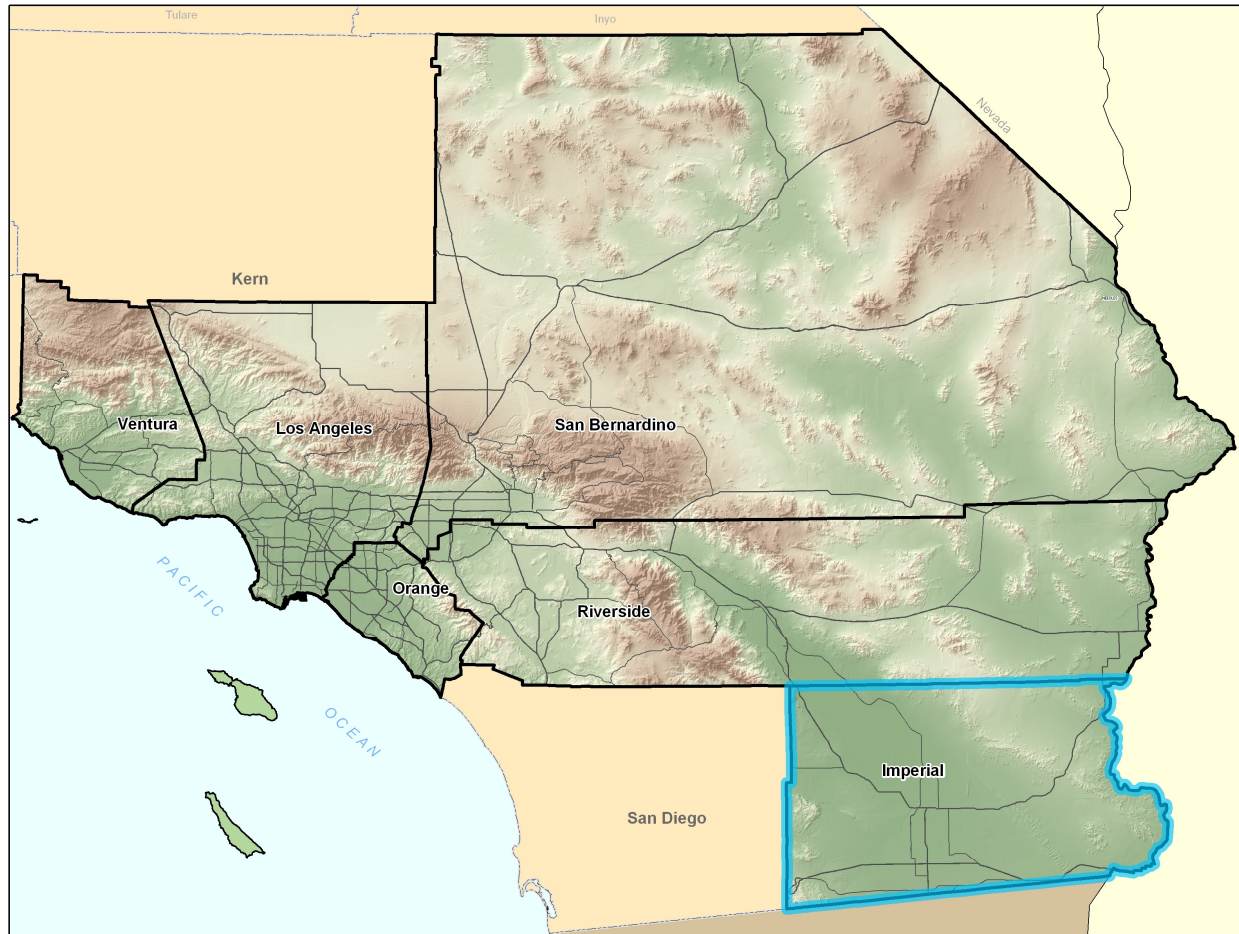 Tulare
Inyo
Nevada
Kern
Ventura
Los Angeles
San Bernardino
PACIFIC
Orange
Riverside
OCEAN
Imperial
San Diego